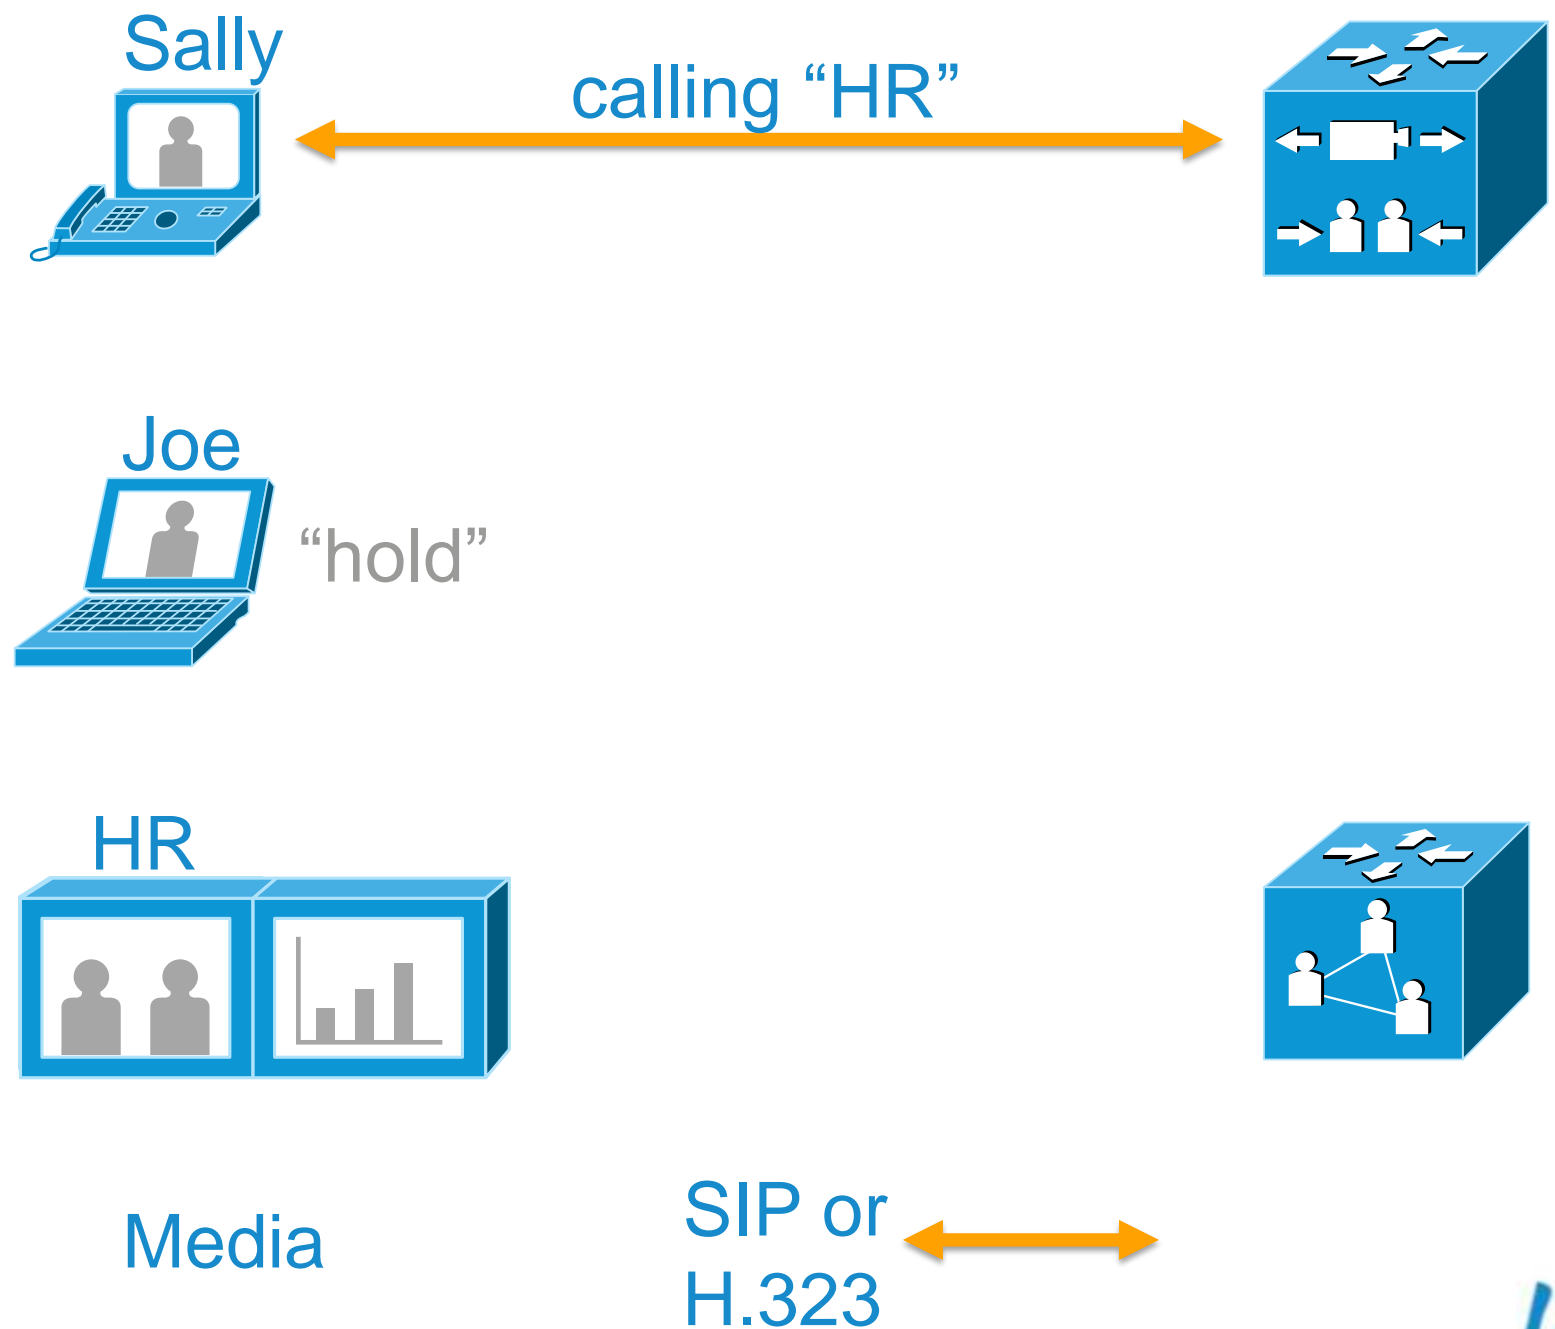 Sally
calling “HR”
Joe
“hold”
HR
Media
SIP or
H.323